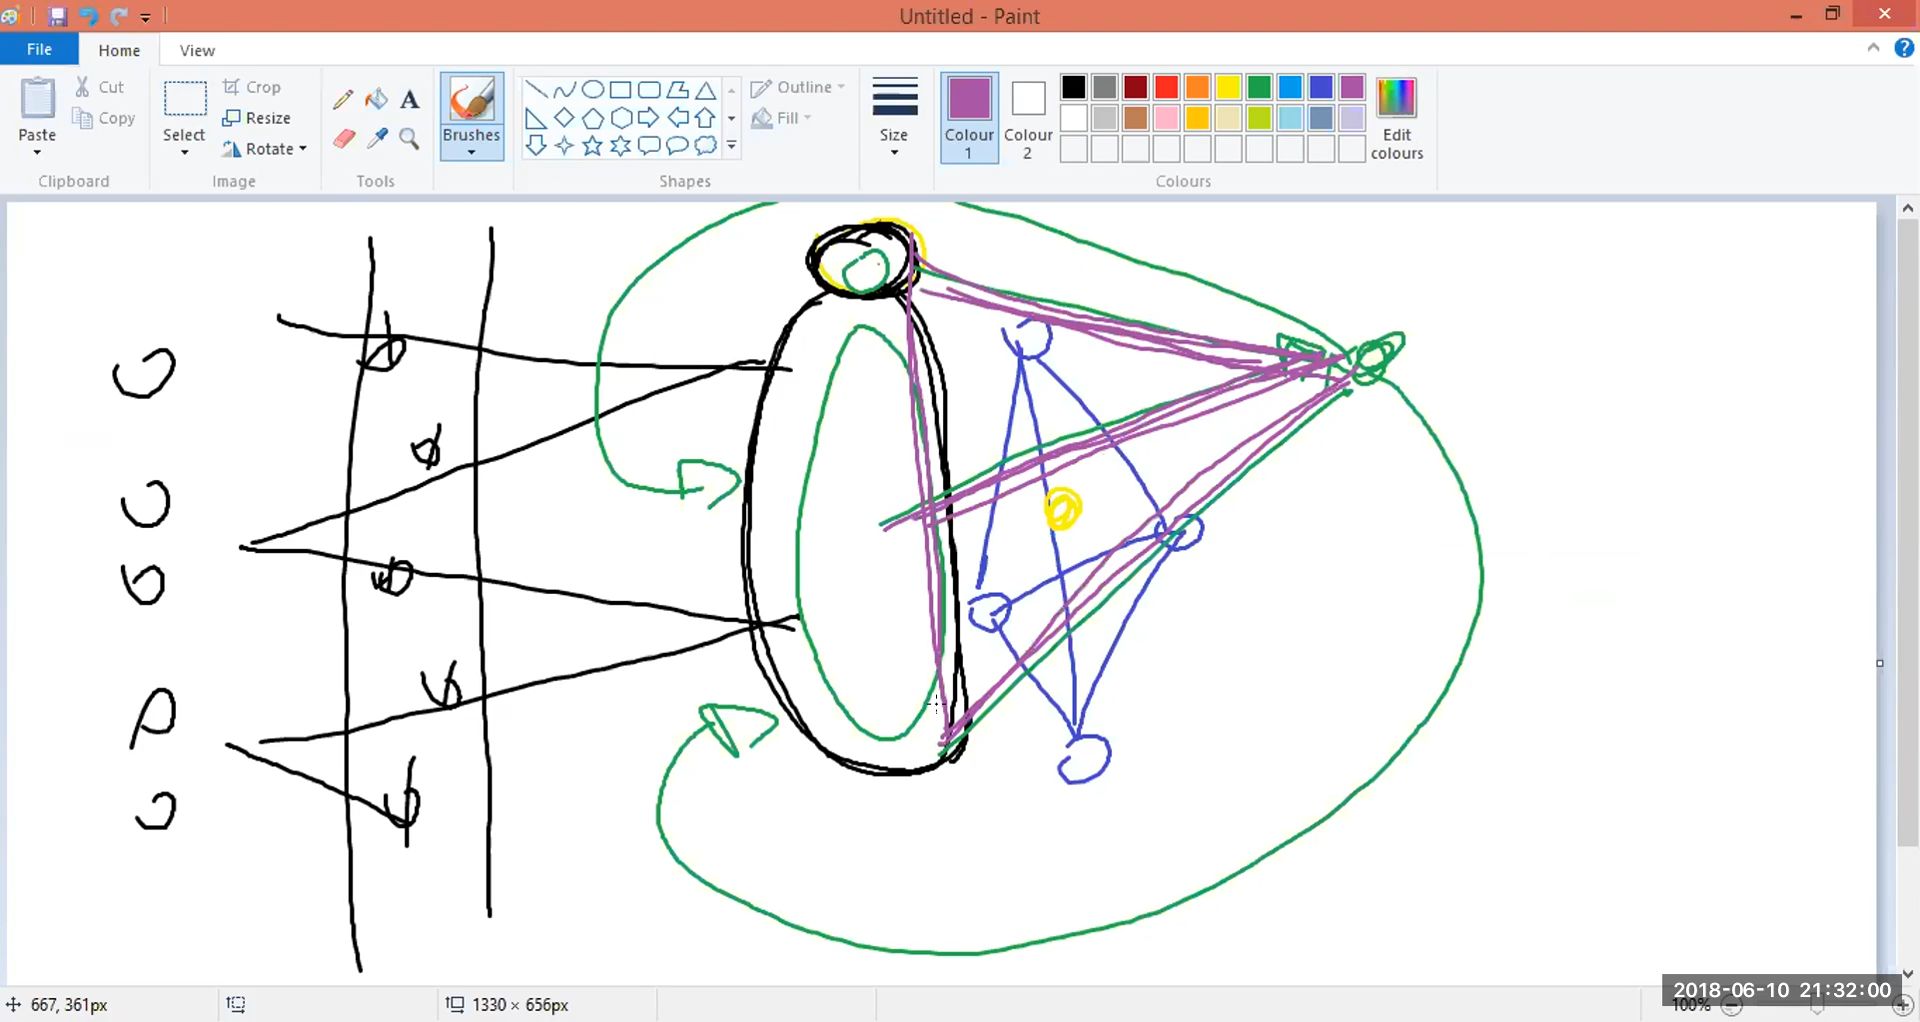 Untitled - Paint
File Home View
Paste
Cut
Copy
Clipboard
Select
Crop
Resize
Rotate
Image
A
Tools
Brushes
Shapes
Outline
Fill
Size
Colour 1
Colour 2
Edit colours
Colours
667, 361px
1330 × 656px
100%
2018-06-10 21:32:00